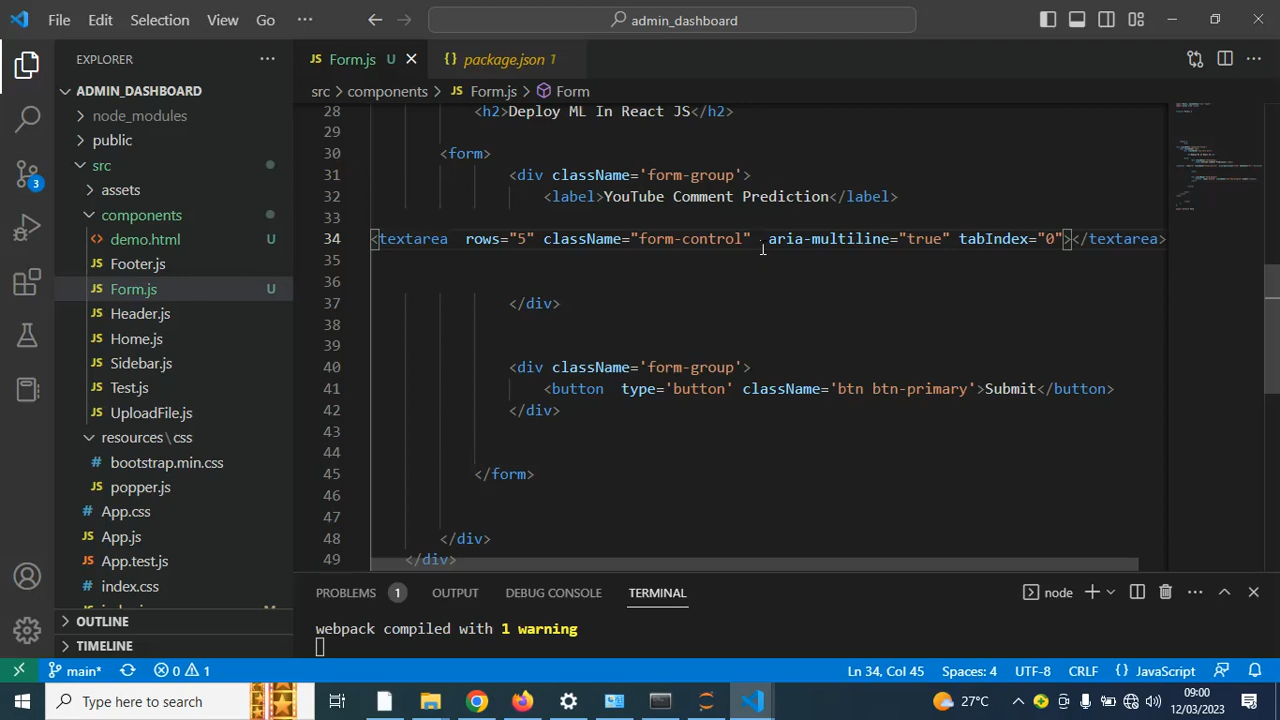 File Edit Selection View Go ··· admin_dashboard
EXPLORER ···
Form.js U
package.json 1
ADMIN_DASHBOARD
node_modules
public
src
assets
components
demo.html U
Footer.js
Form.js U
Header.js
Home.js
Sidebar.js
Test.js
UploadFile.js
resources\css
bootstrap.min.css
popper.js
App.css
App.js
App.test.js
index.css
OUTLINE
TIMELINE
src > components > JS Form.js > Form
28 <h2>Deploy ML In React JS</h2>
29
30 <form>
31 <div className='form-group'>
32 <label>YouTube Comment Prediction</label>
33
34 <textarea  rows="5" className="form-control"  aria-multiline="true" tabIndex="0"></textarea>
35
36
37 </div>
38
39
40 <div className='form-group'>
41 <button  type='button' className='btn btn-primary'>Submit</button>
42 </div>
43
44
45 </form>
46
47
48 </div>
49 </div>
PROBLEMS 1 OUTPUT DEBUG CONSOLE TERMINAL node
webpack compiled with 1 warning
main* 0 1 Ln 34, Col 45 Spaces: 4 UTF-8 CRLF {} JavaScript
Type here to search 27°C 09:00
12/03/2023